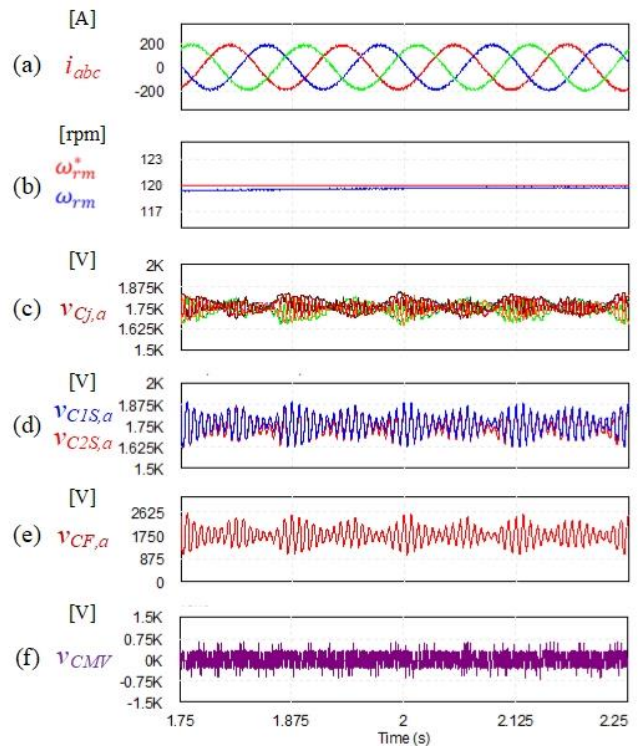 [A]
(a) i_abc
200
0
-200
[rpm]
(b) ω*_rm
ω_rm
123
120
117
[V]
(c) v_Cj,a
2K
1.875K
1.75K
1.625K
1.5K
[V]
(d) v_C1S,a
v_C2S,a
2K
1.875K
1.75K
1.625K
1.5K
[V]
(e) v_CF,a
2625
1750
875
0
[V]
(f) v_CMV
1.5K
0.75K
0K
-0.75K
-1.5K
1.75 1.875 2 2.125 2.25
Time (s)